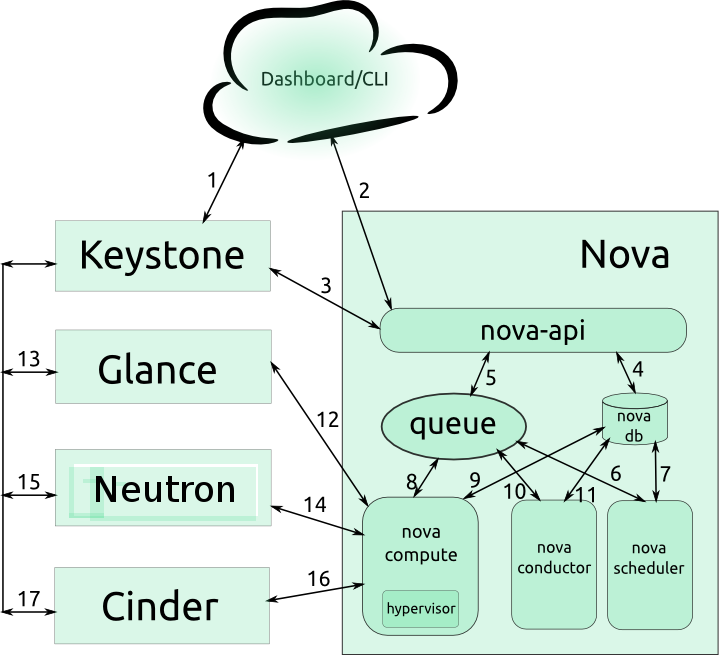 Dashboard/CLI
1
2
Keystone
3
Nova
nova-api
13
Glance
12
5
4
queue
nova
db
15
Neutron
14
8
9
10
11
6
7
nova
compute
hypervisor
nova
conductor
nova
scheduler
17
Cinder
16